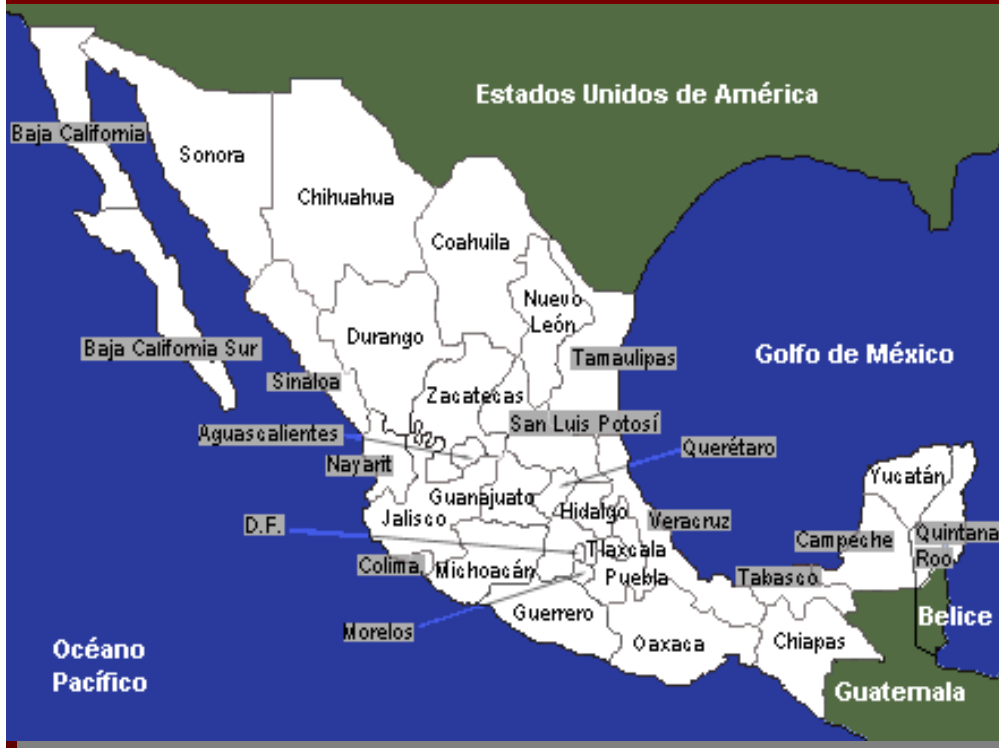 Estados Unidos de América
Baja California
Sonora
Chihuahua
Coahuila
Nuevo
León
Durango
Baja California Sur
Tamaulipas
Golfo de México
Sinaloa
Zacatecas
San Luis Potosí
Aguascalientes
Querétaro
Nayarit
Yucatán
Guanajuato
Hidalgo
Jalisco
Veracruz
D.F.
Campeche
Quintana
Roo
Tlaxcala
Colima
Michoacán
Puebla
Tabasco
Guerrero
Belice
Morelos
Oaxaca
Chiapas
Océano
Pacífico
Guatemala